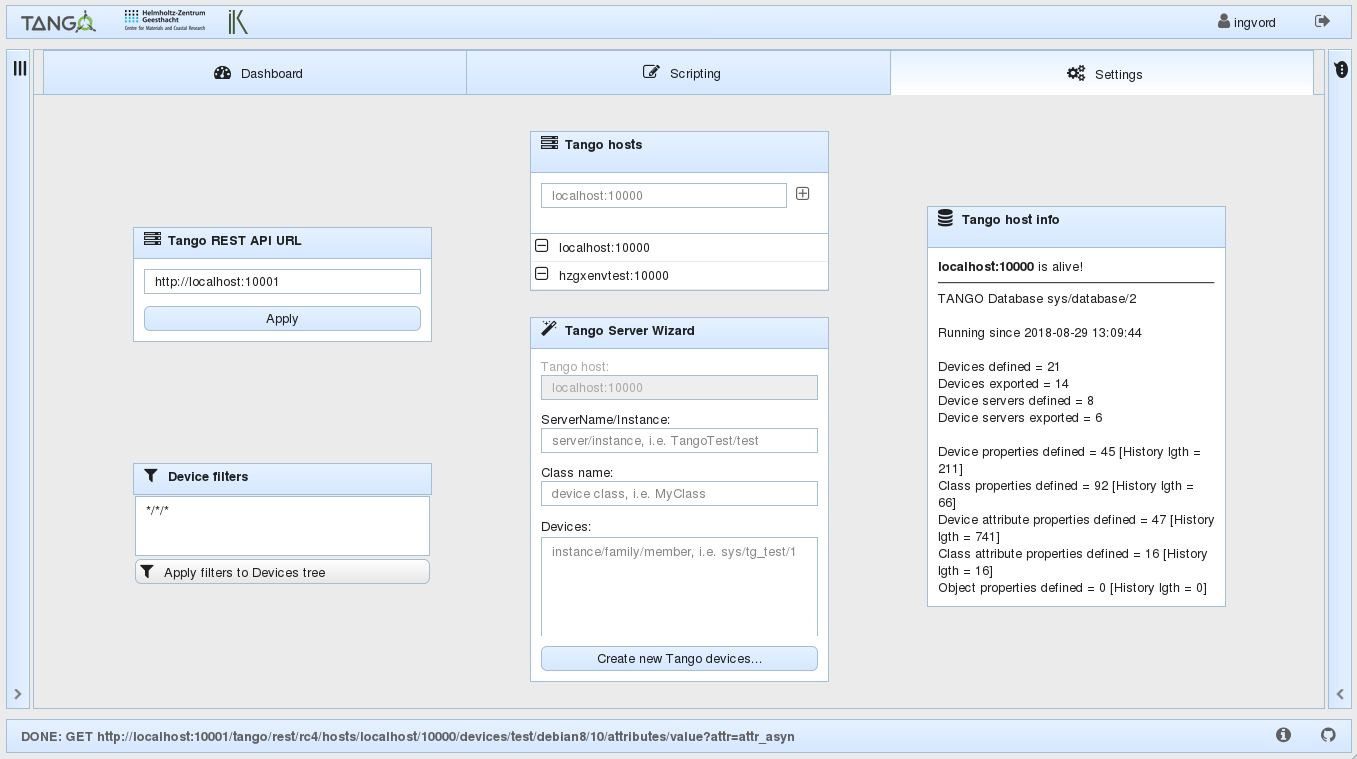 TANGO
Helmholtz-Zentrum
Geesthacht
Centre for Materials and Coastal Research
IK
ingvord
Dashboard
Scripting
Settings
Tango REST API URL
http://localhost:10001
Apply
Device filters
*/*/*
Apply filters to Devices tree
Tango hosts
localhost:10000
localhost:10000
hzgxenvtest:10000
Tango Server Wizard
Tango host:
localhost:10000
ServerName/Instance:
server/instance, i.e. TangoTest/test
Class name:
device class, i.e. MyClass
Devices:
instance/family/member, i.e. sys/tg_test/1
Create new Tango devices...
Tango host info
localhost:10000 is alive!
TANGO Database sys/database/2
Running since 2018-08-29 13:09:44
Devices defined = 21
Devices exported = 14
Device servers defined = 8
Device servers exported = 6
Device properties defined = 45 [History lgth =
211]
Class properties defined = 92 [History lgth =
66]
Device attribute properties defined = 47 [History
lgth = 741]
Class attribute properties defined = 16 [History
lgth = 16]
Object properties defined = 0 [History lgth = 0]
DONE: GET http://localhost:10001/tango/rest/rc4/hosts/localhost/10000/devices/test/debian8/10/attributes/value?attr=attr_asyn